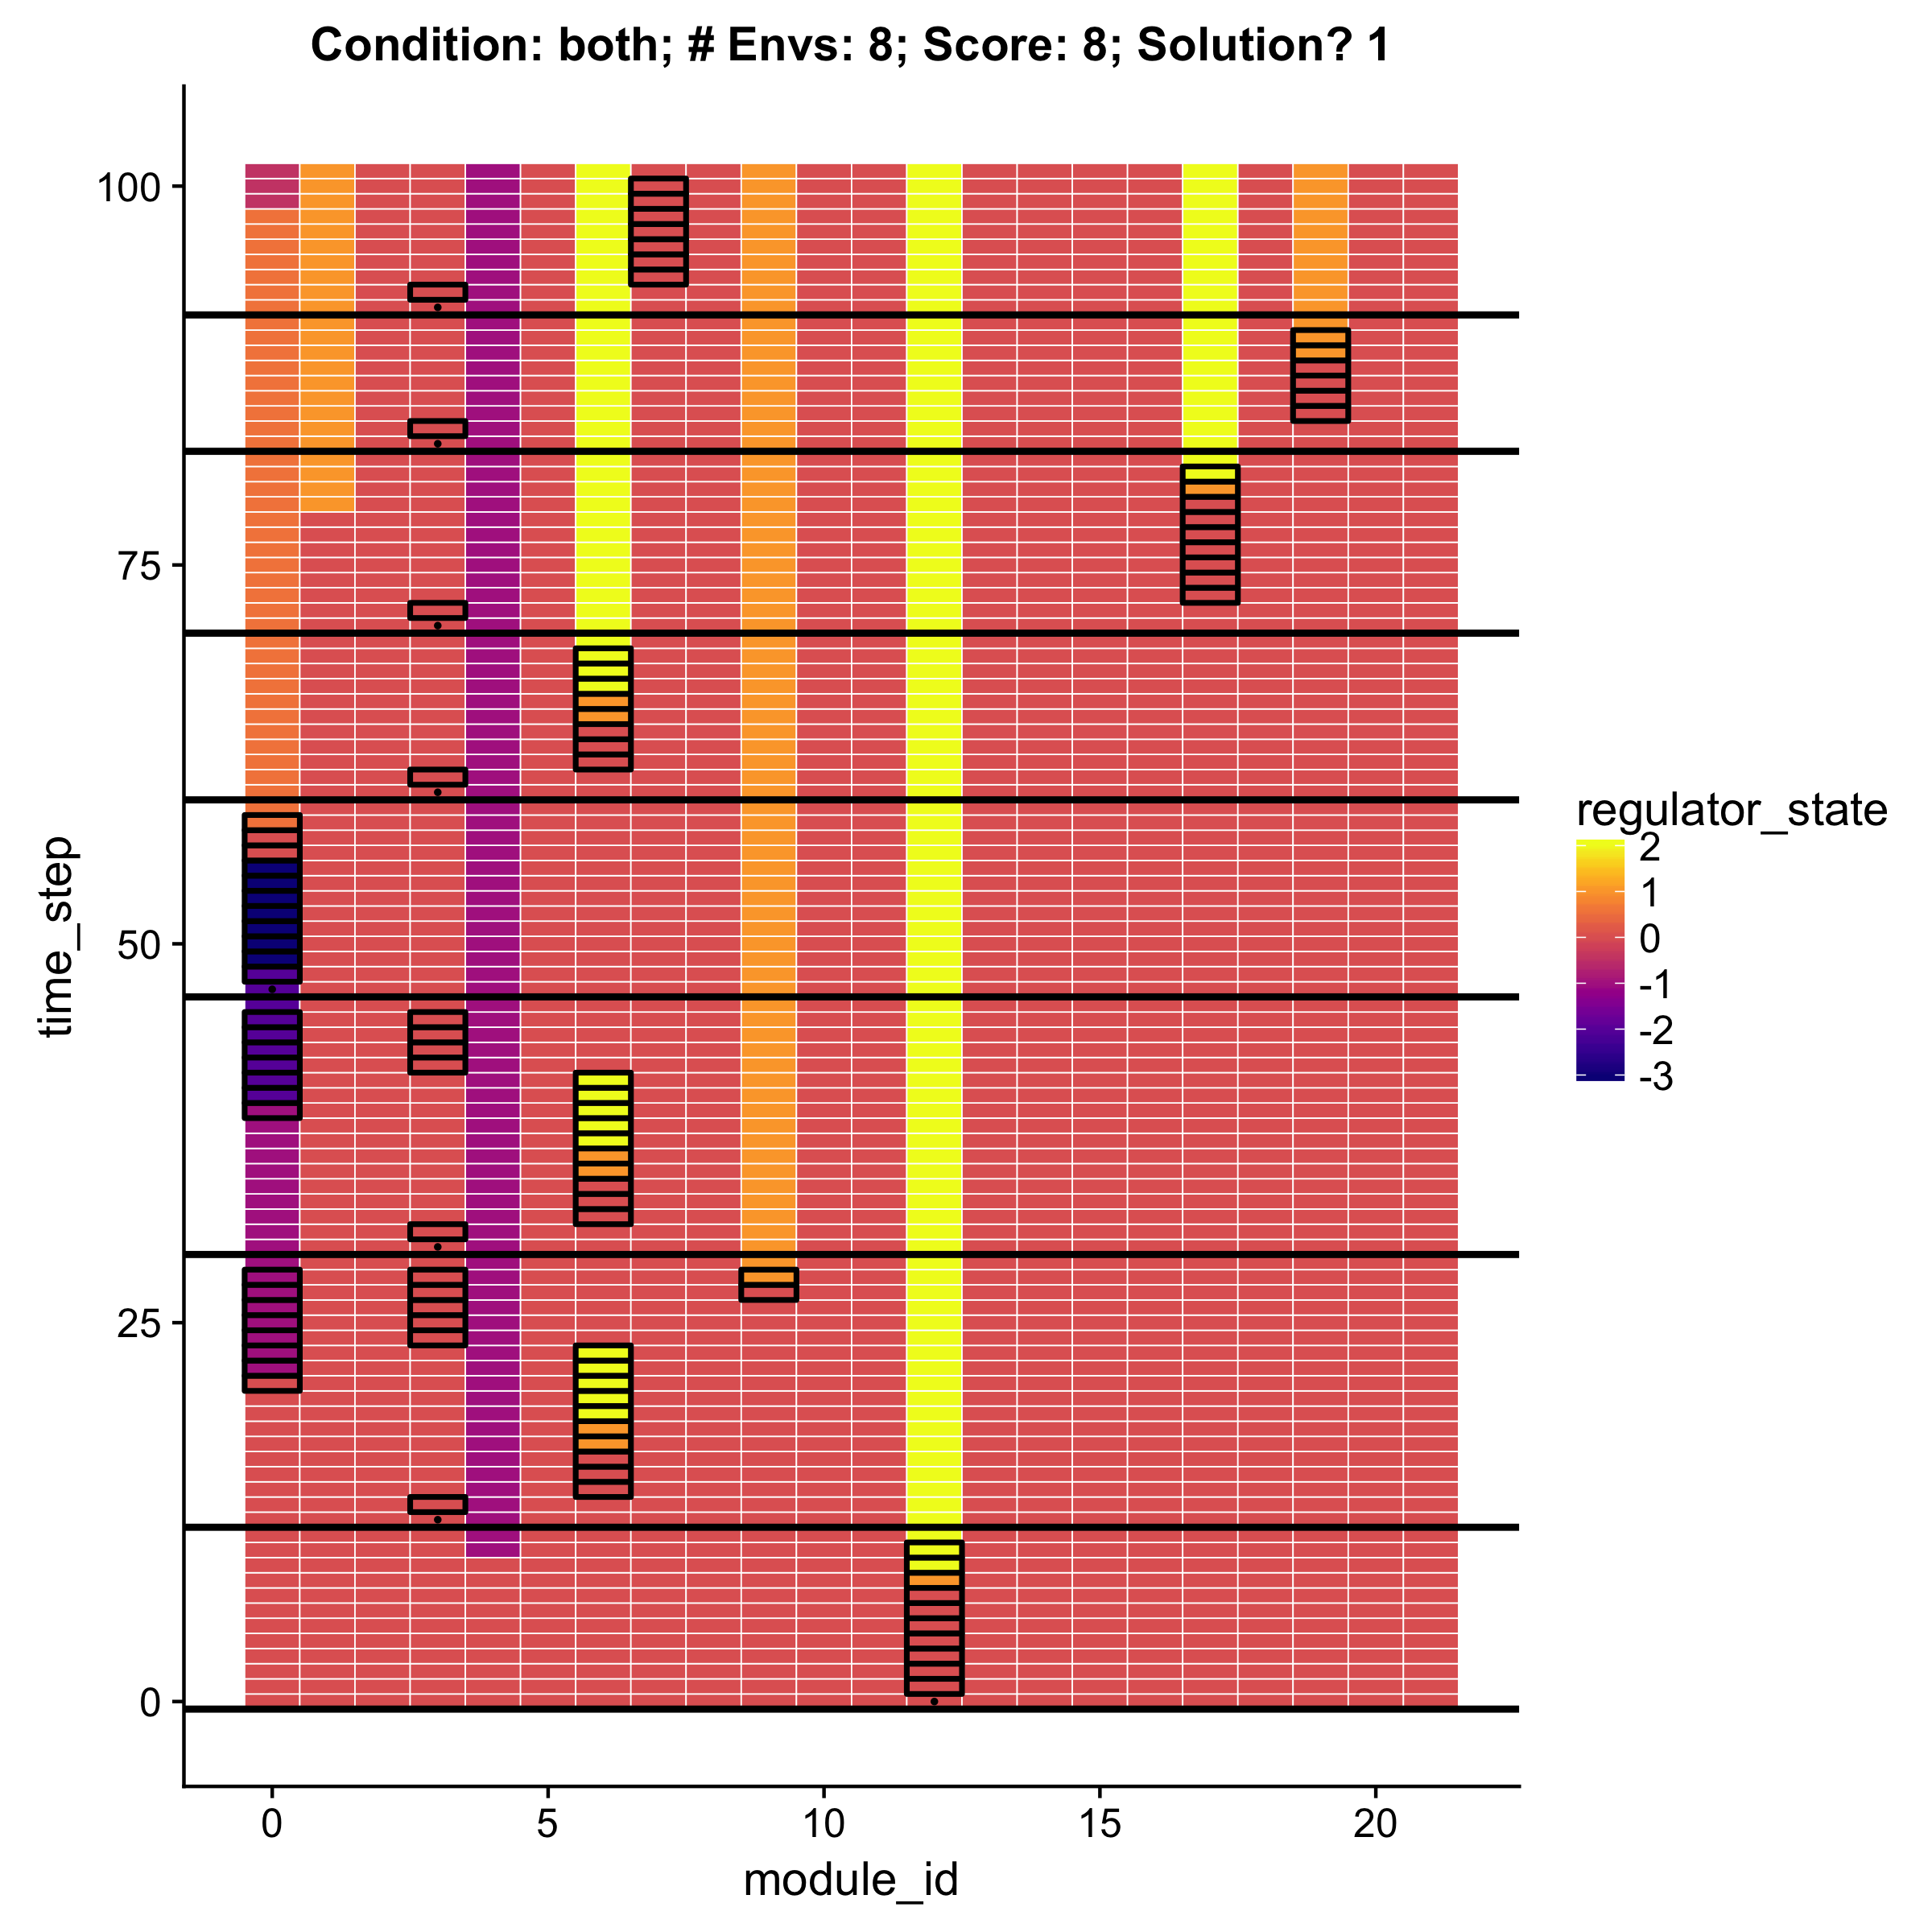 Condition: both; # Envs: 8; Score: 8; Solution? 1
100
75
50
25
0
time_step
0 5 10 15 20
module_id
regulator_state
2
1
0
-1
-2
-3